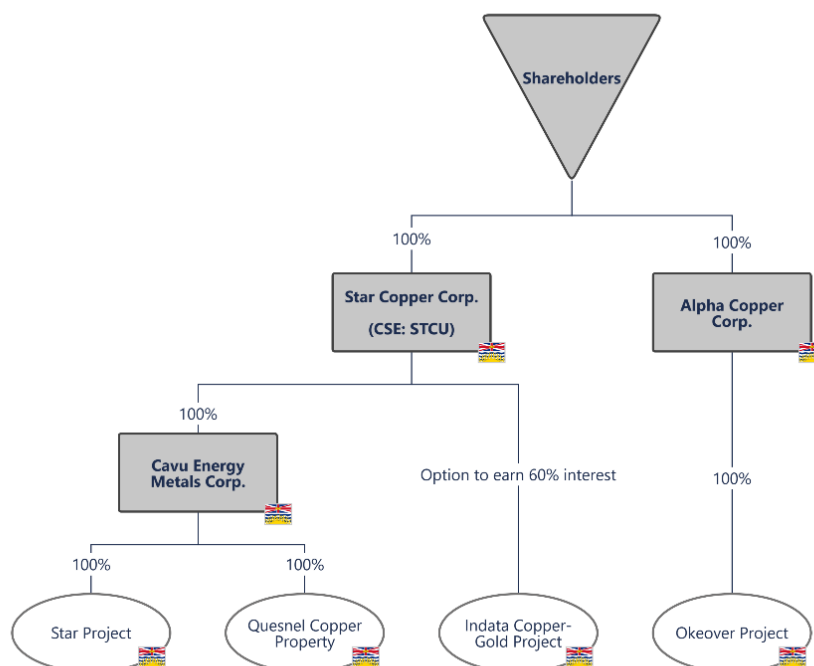 Shareholders
100%
100%
Star Copper Corp.
(CSE: STCU)
Alpha Copper
Corp.
100%
Cavu Energy
Metals Corp.
Option to earn 60% interest
100%
100%
100%
Star Project
Quesnel Copper
Property
Indata Copper-
Gold Project
Okeover Project